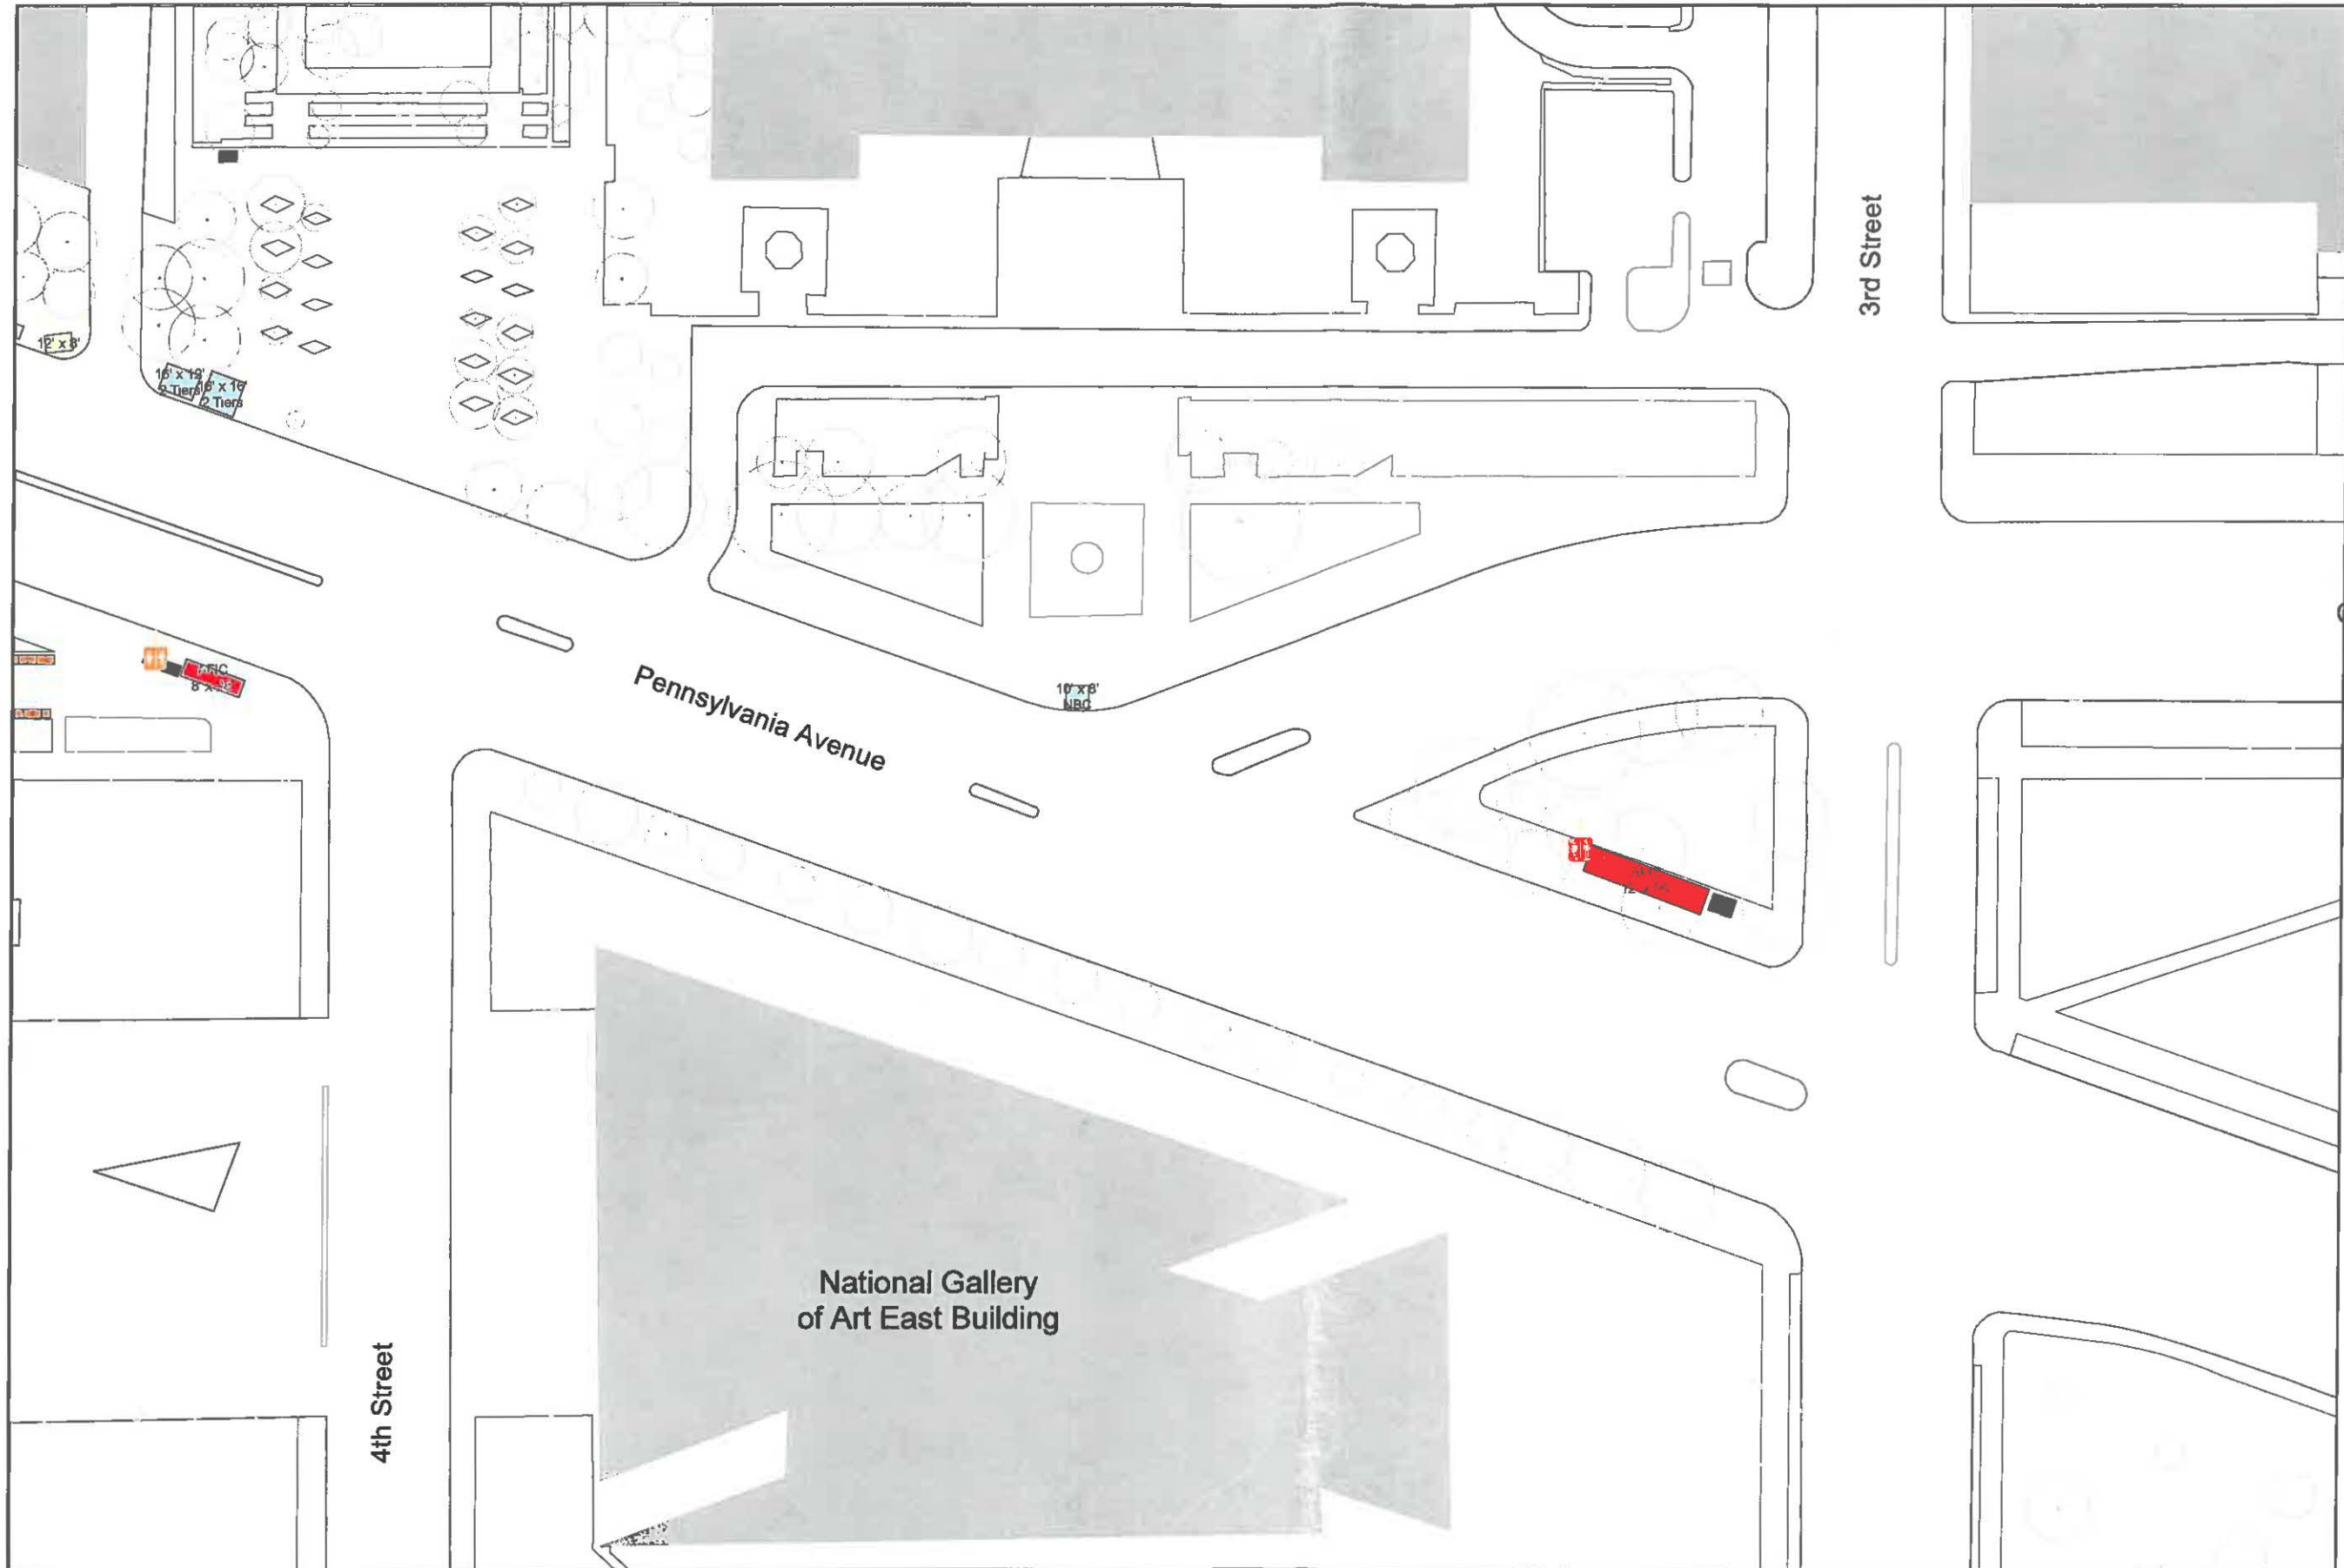 3rd Street
12' x 8'
16' x 12'
2 Tiers
16' x 16'
2 Tiers
Pennsylvania Avenue
10' x 8'
NBC
National Gallery
of Art East Building
4th Street